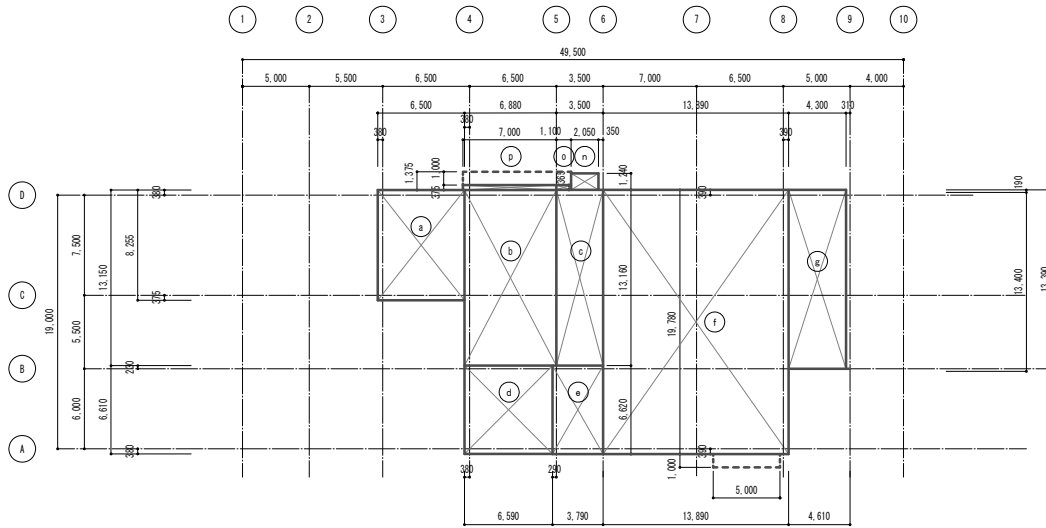 1 2 3 4 5 6 7 8 9 10
49,500
5,000 5,500 6,500 6,500 3,500 7,000 6,500 5,000 4,000
6,500 6,880 3,500 13,890 4,300 310
380 380 7,000 1,100 2,050 350 390
p o n
1,375 1,000 375 363 1,240
D 380 390 190
a b c g f
7,500 8,255 13,150 13,160 19,780 13,400
C 375
19,000 5,500
B 230
d e
6,000 6,610 6,620
A 380 390
1,000
380 290 5,000
6,590 3,790 13,890 4,610